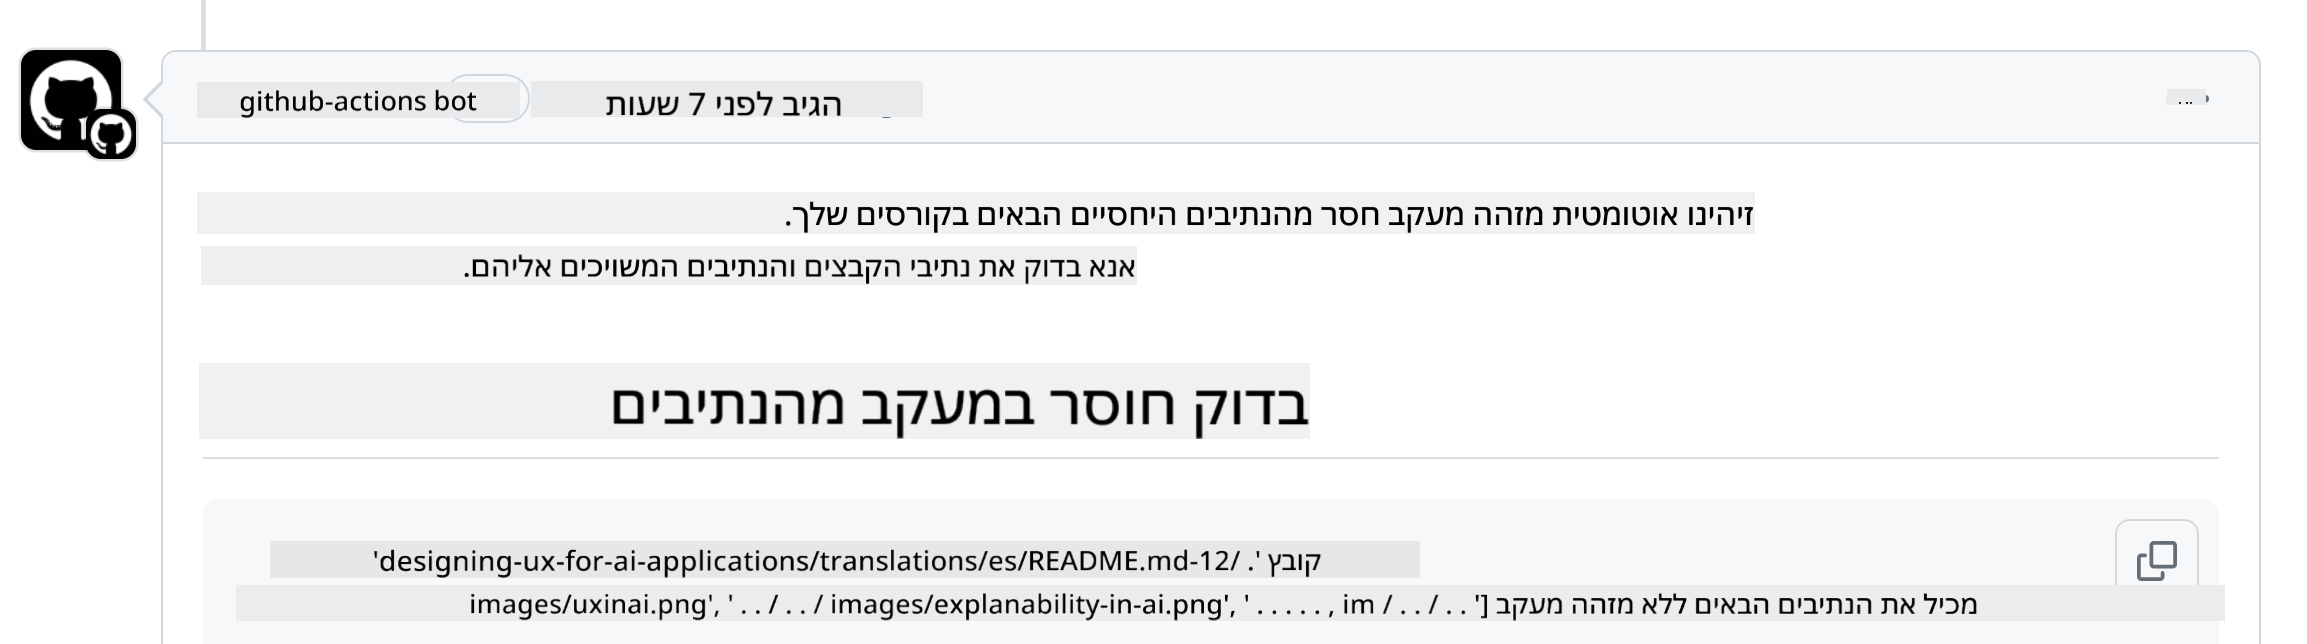 github-actions bot הגיב לפני 7 שעות
זיהינו אוטומטית מזהה מעקב חסר מהנתיבים היחסיים הבאים בקורסים שלך.
אנא בדוק את נתיבי הקבצים והנתיבים המשויכים אליהם.
בדוק חוסר במעקב מהנתיבים
קובץ '. /12-designing-ux-for-ai-applications/translations/es/README.md'
מכיל את הנתיבים הבאים ללא מזהה מעקב [' . . / . . / im , . . . . . ' ,'images/explanability-in-ai.png / . . / . . ' ,'images/uxinai.png